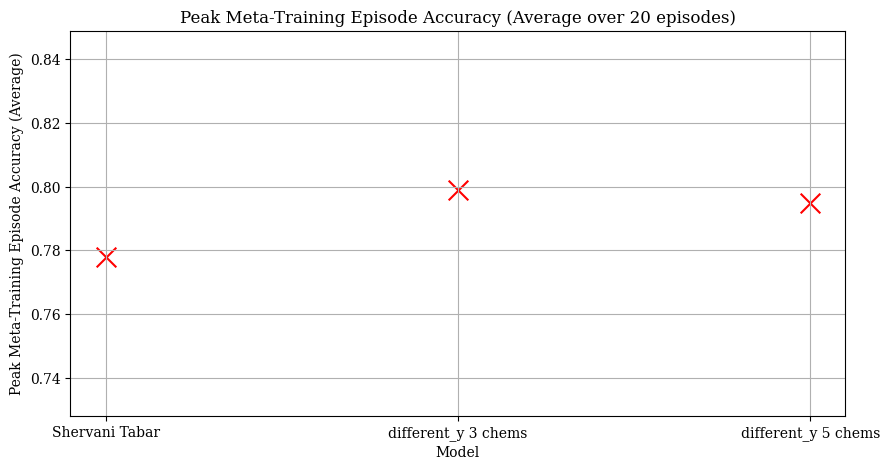 Peak Meta-Training Episode Accuracy (Average over 20 episodes)
Peak Meta-Training Episode Accuracy (Average)
0.84
0.82
0.80
0.78
0.76
0.74
Shervani Tabar
different_y 3 chems
different_y 5 chems
Model